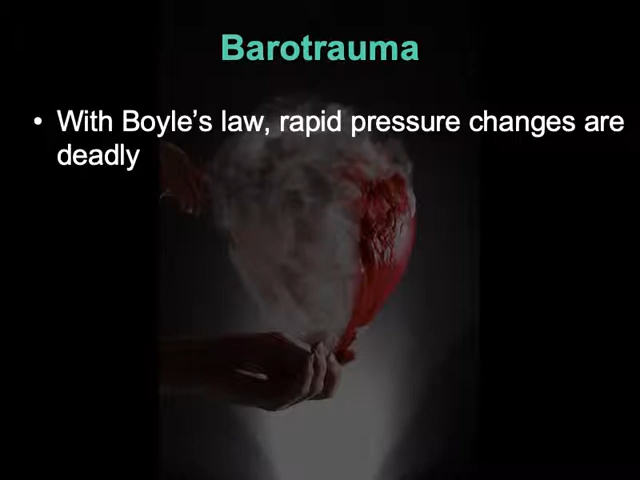 Barotrauma
• With Boyle's law, rapid pressure changes are
deadly